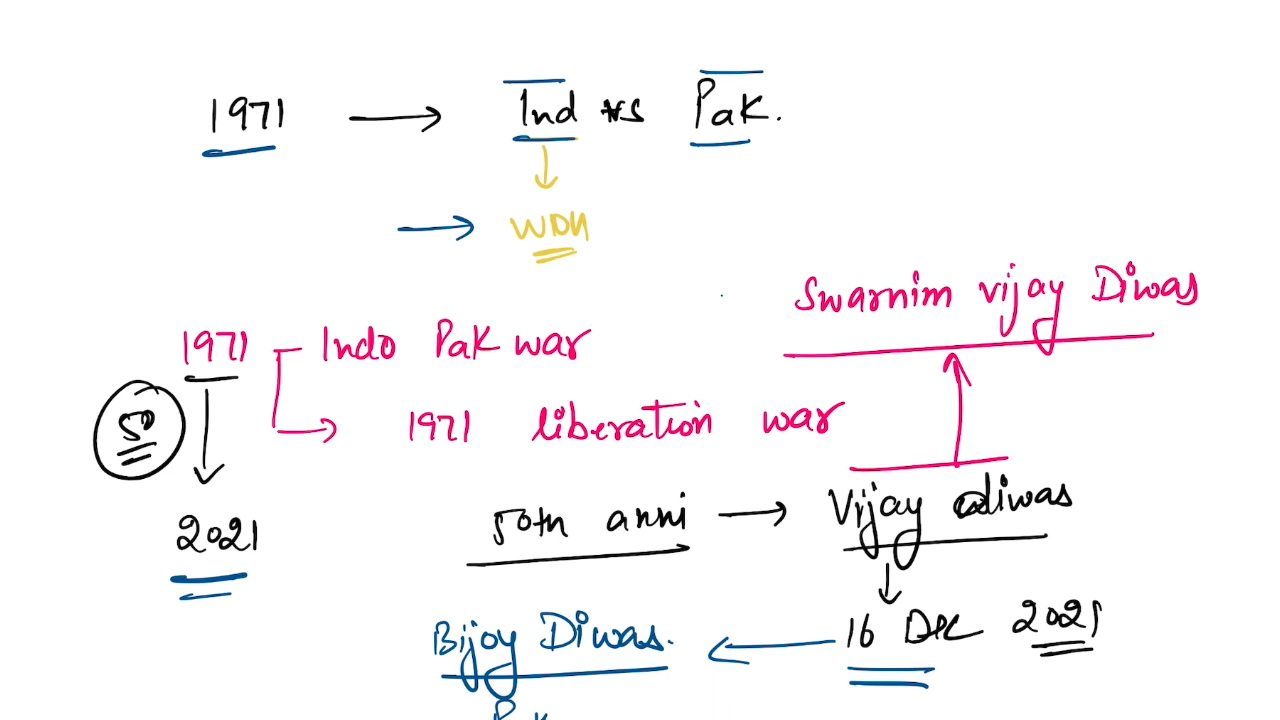 1971 → Ind vs Pak.
↓
→ WON
Swarnim vijay Diwas
1971 Indo Pak war
50
→ 1971 liberation war
50th anni → Vijay diwas
2021
16 Dec 2021
Bijoy Diwas.